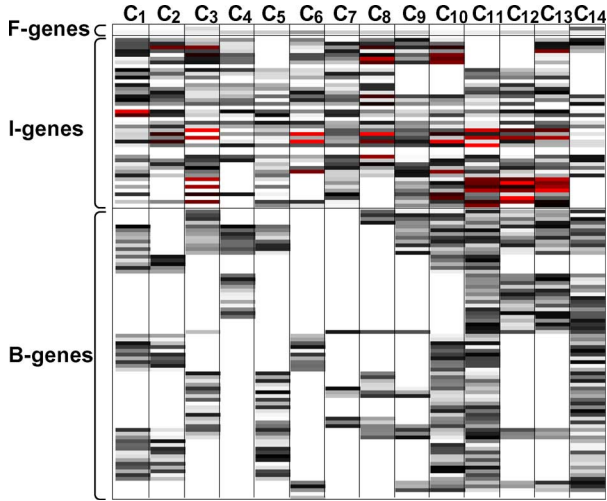 C1 C2 C3 C4 C5 C6 C7 C8 C9 C10 C11 C12 C13 C14
F-genes
I-genes
B-genes